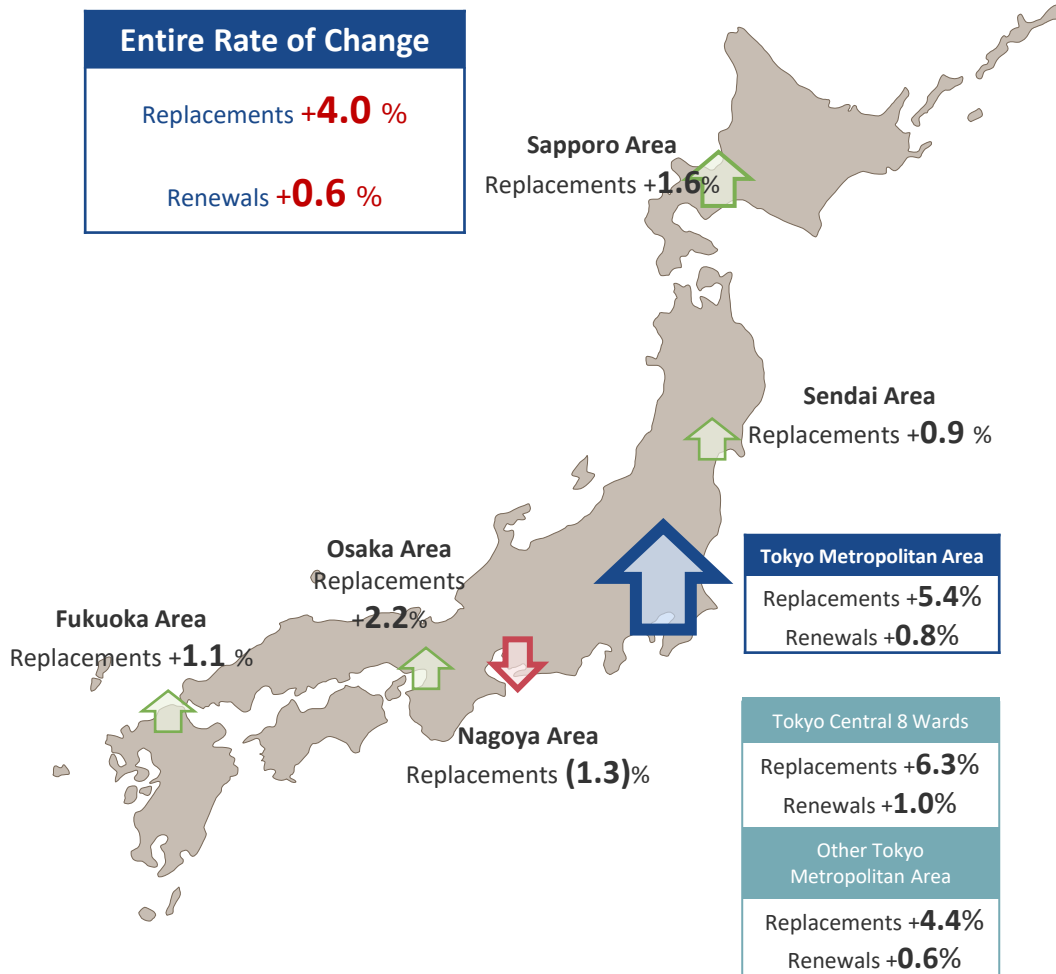 Entire Rate of Change
Replacements +4.0 %
Renewals +0.6 %
Sapporo Area
Replacements +1.6%
Sendai Area
Replacements +0.9 %
Osaka Area
Replacements
+2.2%
Fukuoka Area
Replacements +1.1 %
Nagoya Area
Replacements (1.3)%
Tokyo Metropolitan Area
Replacements +5.4%
Renewals +0.8%
Tokyo Central 8 Wards
Replacements +6.3%
Renewals +1.0%
Other Tokyo
Metropolitan Area
Replacements +4.4%
Renewals +0.6%